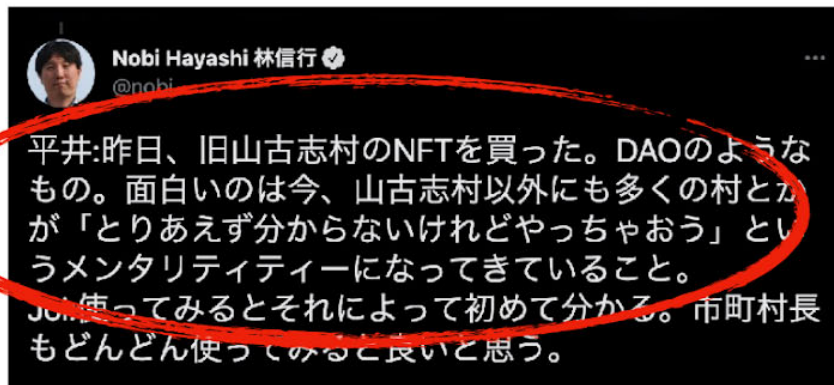 Nobi Hayashi 林信行
@nobi
平井:昨日、旧山古志村のNFTを買った。DAOのような
もの。面白いのは今、山古志村以外にも多くの村とか
が「とりあえず分からないけれどやっちゃおう」とい
うメンタリティティーになってきていること。
Joi:使ってみるとそれによって初めて分かる。市町村長
もどんどん使ってみると良いと思う。